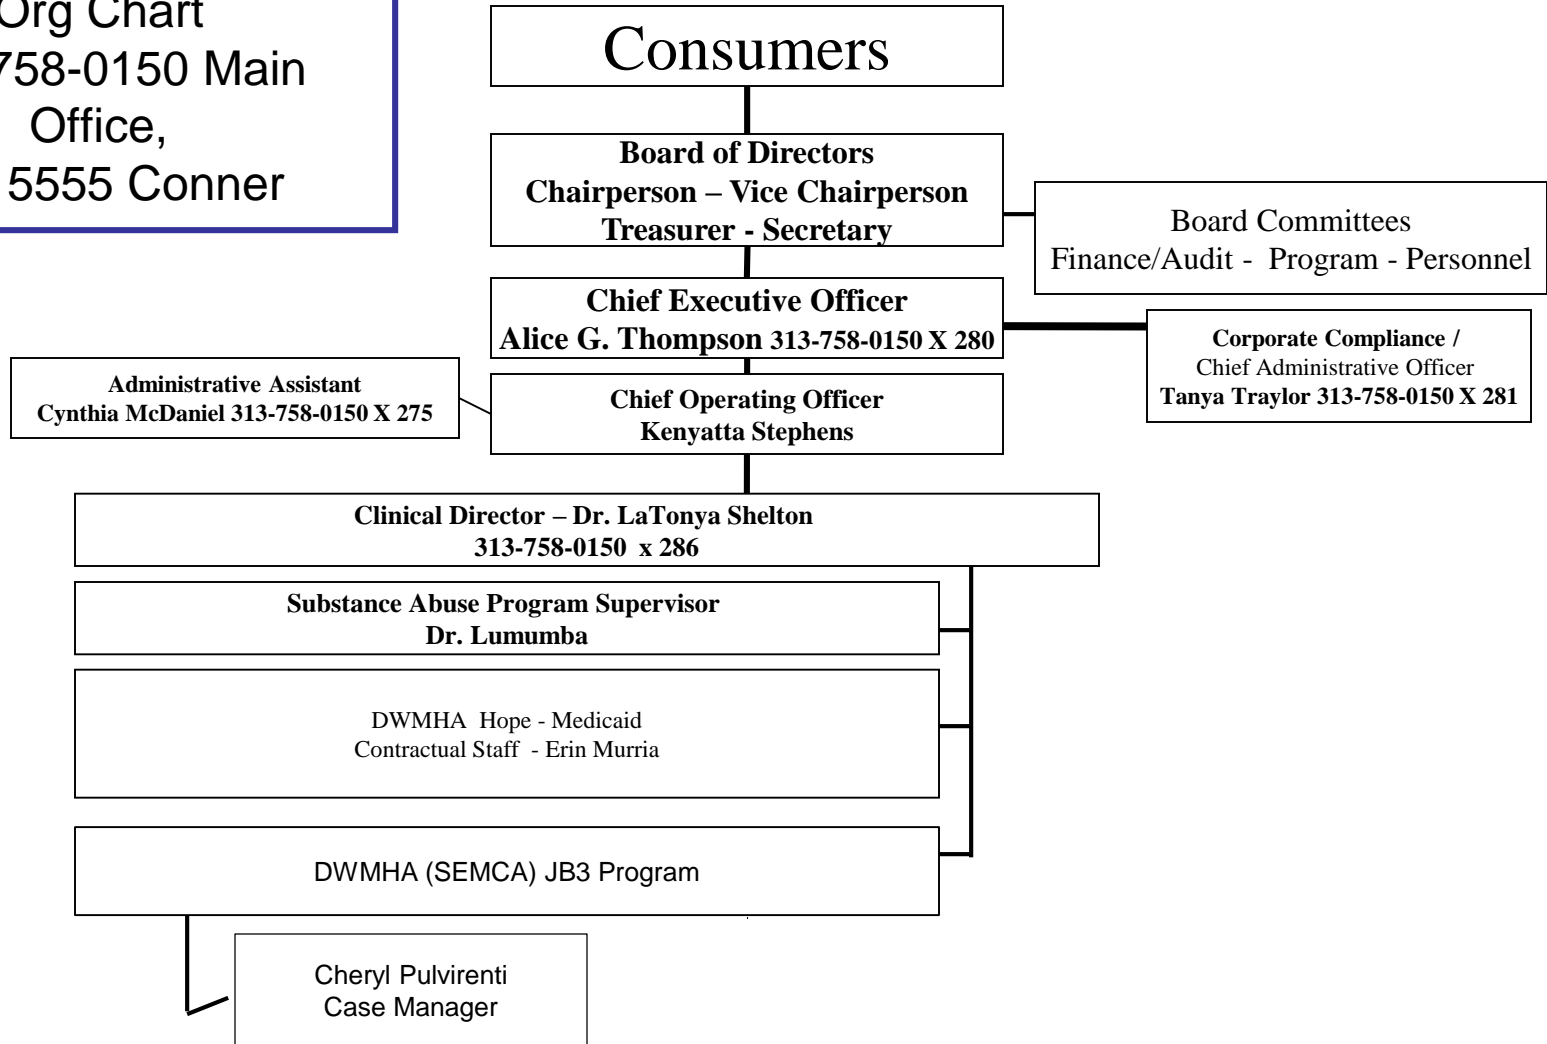 Org Chart
758-0150 Main
Office,
5555 Conner
Consumers
Board of Directors
Chairperson – Vice Chairperson
Treasurer - Secretary
Board Committees
Finance/Audit - Program - Personnel
Chief Executive Officer
Alice G. Thompson 313-758-0150 X 280
Corporate Compliance /
Chief Administrative Officer
Tanya Traylor 313-758-0150 X 281
Administrative Assistant
Cynthia McDaniel 313-758-0150 X 275
Chief Operating Officer
Kenyatta Stephens
Clinical Director – Dr. LaTonya Shelton
313-758-0150 x 286
Substance Abuse Program Supervisor
Dr. Lumumba
DWMHA Hope - Medicaid
Contractual Staff - Erin Murria
DWMHA (SEMCA) JB3 Program
Cheryl Pulvirenti
Case Manager